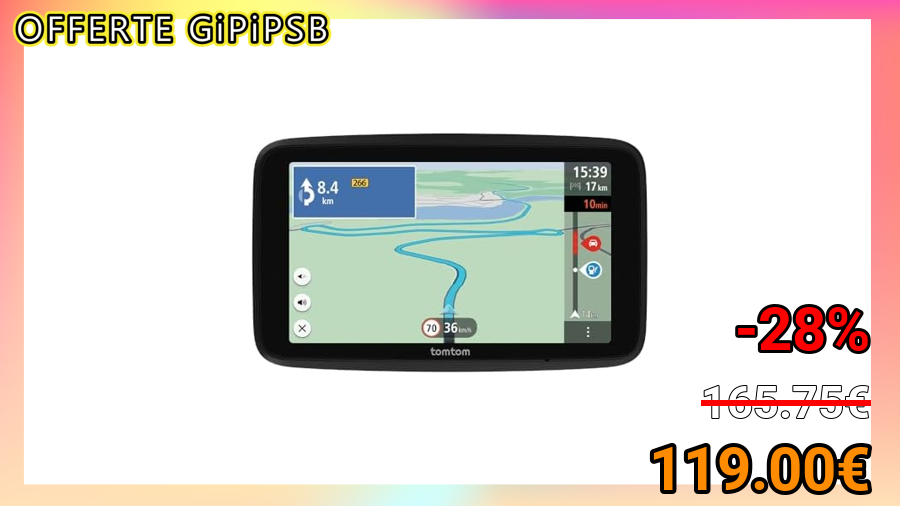 OFFERTE GiPiPSB
8.4
km
266
15:39
17 km
10min
70 36 km/h
tomtom
-28%
165.75€
119.00€